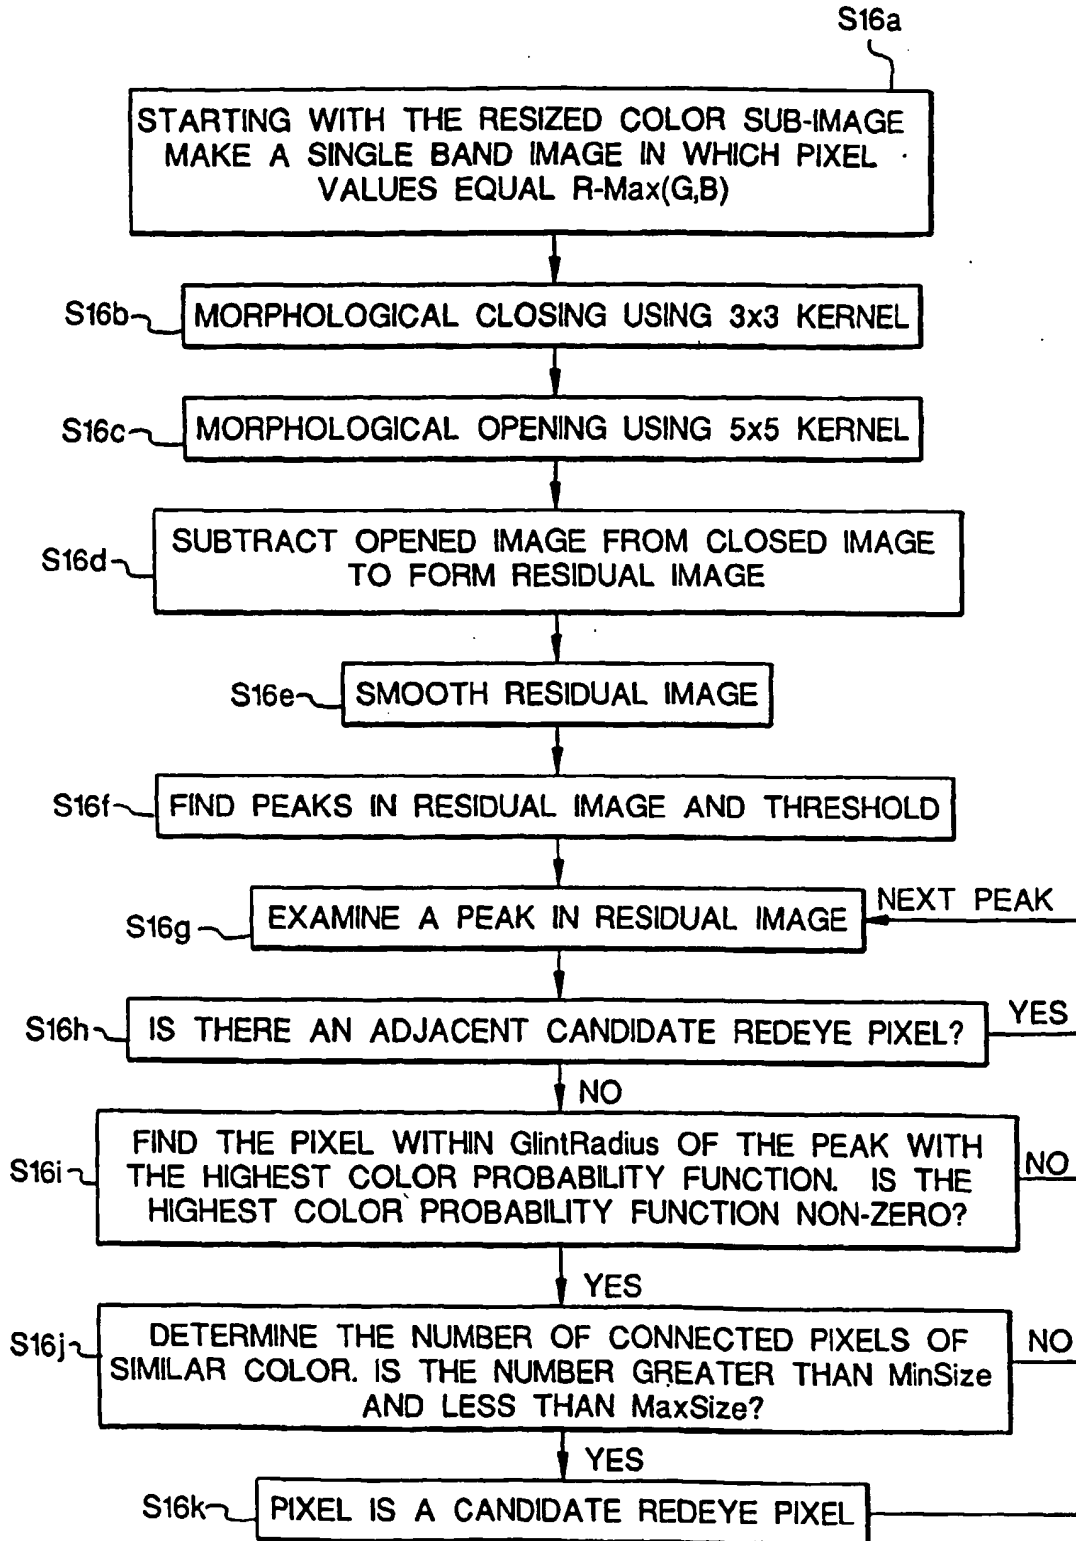 S16a
STARTING WITH THE RESIZED COLOR SUB-IMAGE
MAKE A SINGLE BAND IMAGE IN WHICH PIXEL
VALUES EQUAL R-Max(G,B)
S16b
MORPHOLOGICAL CLOSING USING 3x3 KERNEL
S16c
MORPHOLOGICAL OPENING USING 5x5 KERNEL
S16d
SUBTRACT OPENED IMAGE FROM CLOSED IMAGE
TO FORM RESIDUAL IMAGE
S16e
SMOOTH RESIDUAL IMAGE
S16f
FIND PEAKS IN RESIDUAL IMAGE AND THRESHOLD
S16g
EXAMINE A PEAK IN RESIDUAL IMAGE
NEXT PEAK
S16h
IS THERE AN ADJACENT CANDIDATE REDEYE PIXEL?
YES
NO
S16i
FIND THE PIXEL WITHIN GlintRadius OF THE PEAK WITH
THE HIGHEST COLOR PROBABILITY FUNCTION. IS THE
HIGHEST COLOR PROBABILITY FUNCTION NON-ZERO?
NO
YES
S16j
DETERMINE THE NUMBER OF CONNECTED PIXELS OF
SIMILAR COLOR. IS THE NUMBER GREATER THAN MinSize
AND LESS THAN MaxSize?
NO
YES
S16k
PIXEL IS A CANDIDATE REDEYE PIXEL